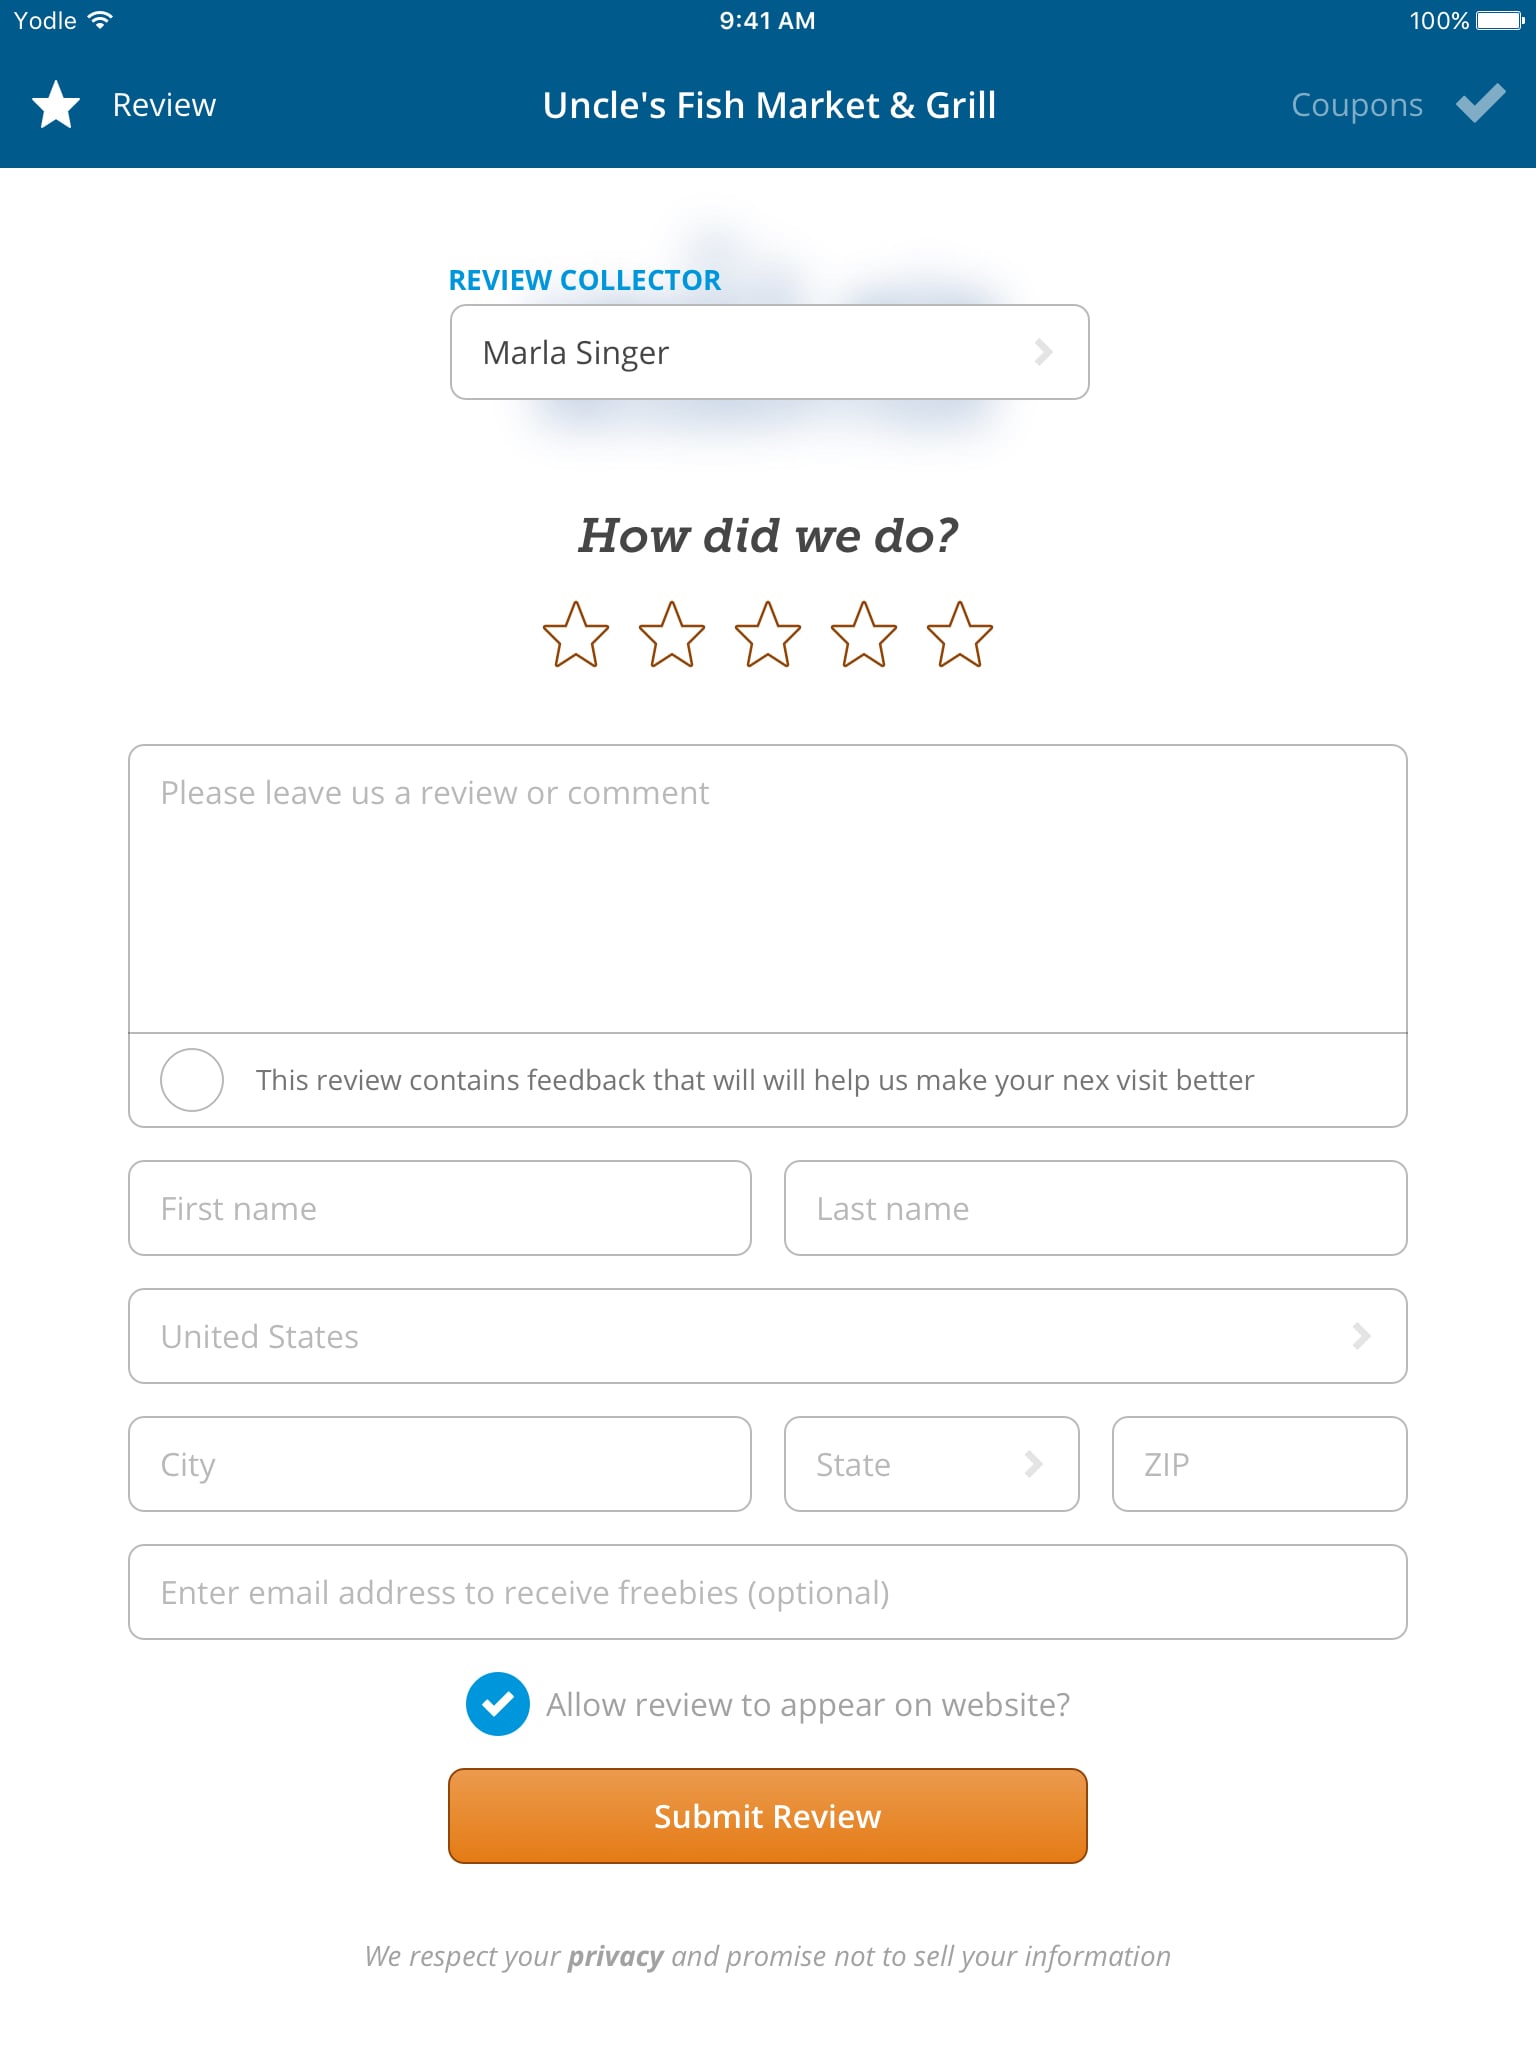 Yodle
9:41 AM
100%
Review
Uncle's Fish Market & Grill
Coupons
REVIEW COLLECTOR
Marla Singer
How did we do?
Please leave us a review or comment
This review contains feedback that will will help us make your nex visit better
First name
Last name
United States
City
State
ZIP
Enter email address to receive freebies (optional)
Allow review to appear on website?
Submit Review
We respect your privacy and promise not to sell your information